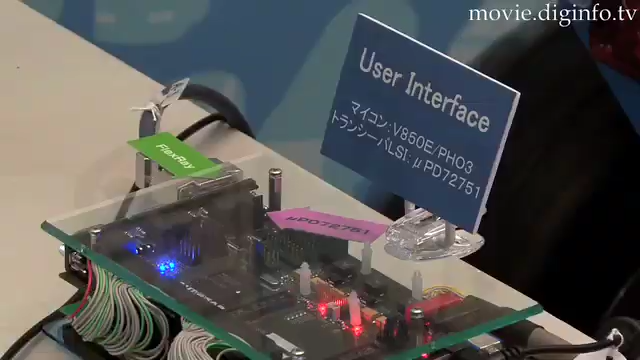 movie.diginfo.tv
User Interface
マイコン:V850E/PHO3
トランシーバLSI:μPD72751
FlexRay
μPD72751